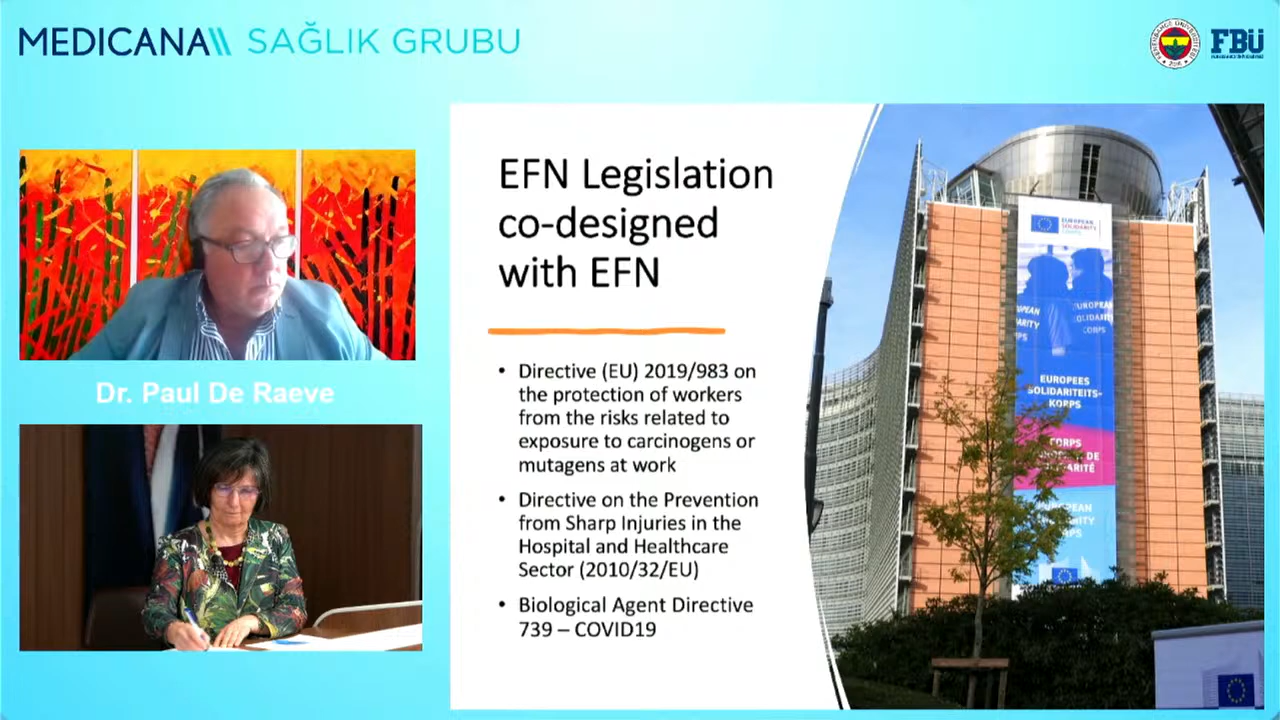 MEDICANA SAĞLIK GRUBU
FBÜ
EFN Legislation
co-designed
with EFN
• Directive (EU) 2019/983 on
the protection of workers
from the risks related to
exposure to carcinogens or
mutagens at work
• Directive on the Prevention
from Sharp Injuries in the
Hospital and Healthcare
Sector (2010/32/EU)
• Biological Agent Directive
739 – COVID19
Dr. Paul De Raeve
EUROPEAN
SOLIDARITY
CORPS
EUROPEAN
SOLIDARITY
CORPS
EUROPEES
SOLIDARITEITS-
KORPS